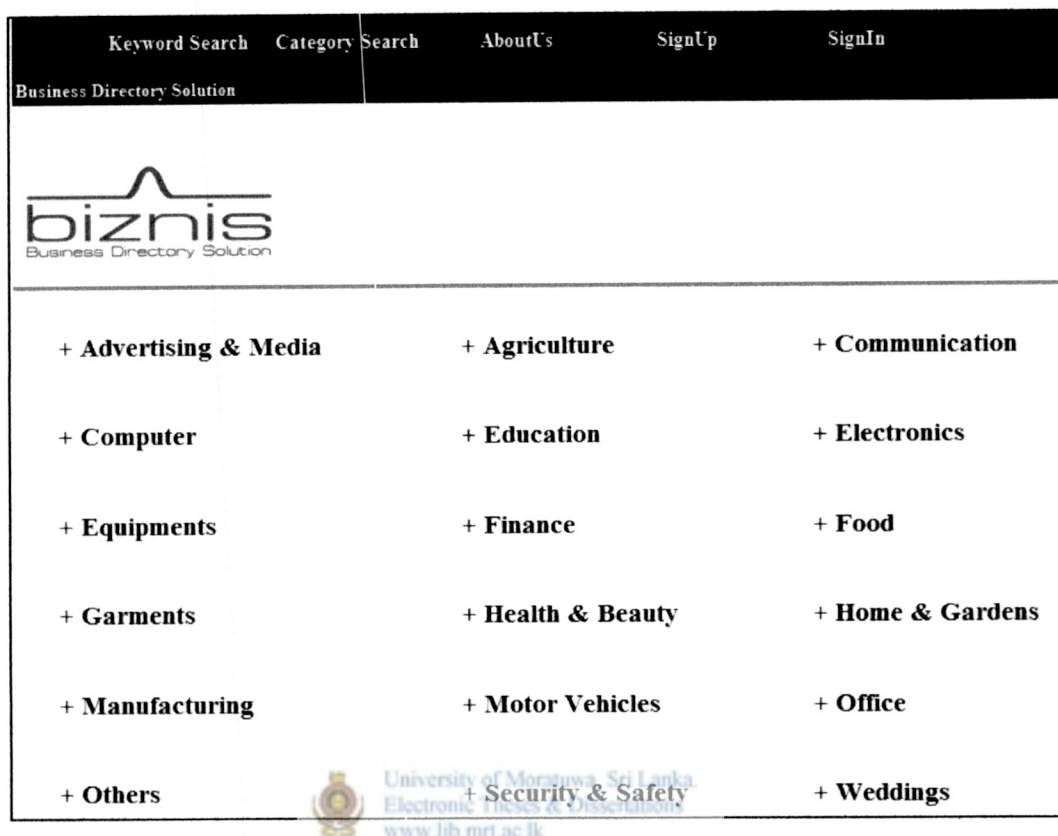 Keyword Search Category Search AboutUs SignUp SignIn
Business Directory Solution
biznis
Business Directory Solution
+ Advertising & Media + Agriculture + Communication
+ Computer + Education + Electronics
+ Equipments + Finance + Food
+ Garments + Health & Beauty + Home & Gardens
+ Manufacturing + Motor Vehicles + Office
University of Moratuwa, Sri Lanka.
+ Others + Security & Safety + Weddings
Electronic Theses & Dissertations
www.lib.mrt.ac.lk